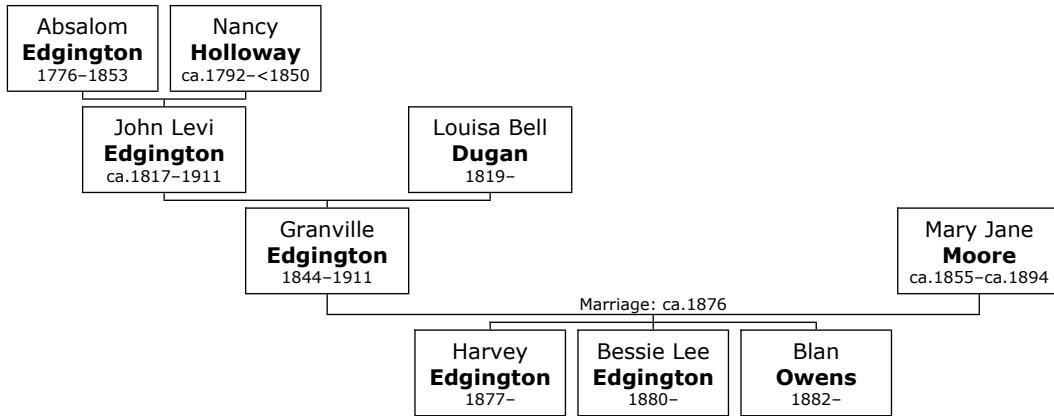 Absalom
Edgington
1776–1853
Nancy
Holloway
ca.1792–<1850
John Levi
Edgington
ca.1817–1911
Louisa Bell
Dugan
1819–
Granville
Edgington
1844–1911
Mary Jane
Moore
ca.1855–ca.1894
Marriage: ca.1876
Harvey
Edgington
1877–
Bessie Lee
Edgington
1880–
Blan
Owens
1882–